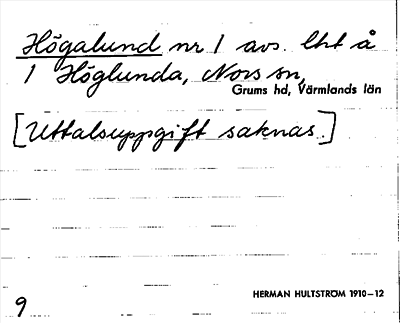 Högalund nr 1 avs. lht å
1 Höglunda, Nors sn,
Grums hd, Värmlands län
[Uttalsuppgift saknas.]
HERMAN HULTSTRÖM 1910–12
9